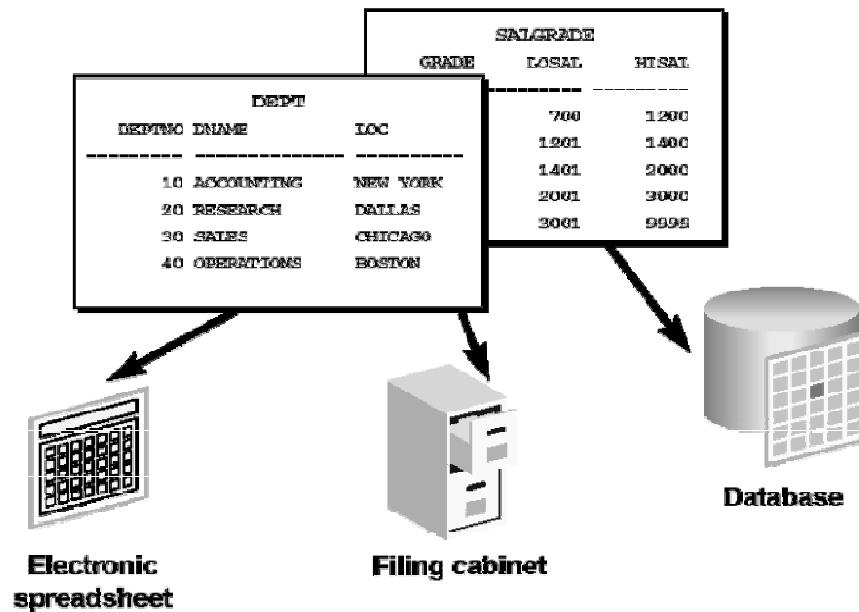 SALGRADE
GRADE LOSAL HISAL
--------- ---------
700 1200
1201 1400
1401 2000
2001 3000
3001 9999
DEPT
DEPTNO DNAME LOC
--------- -------------- ----------
10 ACCOUNTING NEW YORK
20 RESEARCH DALLAS
30 SALES CHICAGO
40 OPERATIONS BOSTON
Electronic
spreadsheet
Filing cabinet
Database